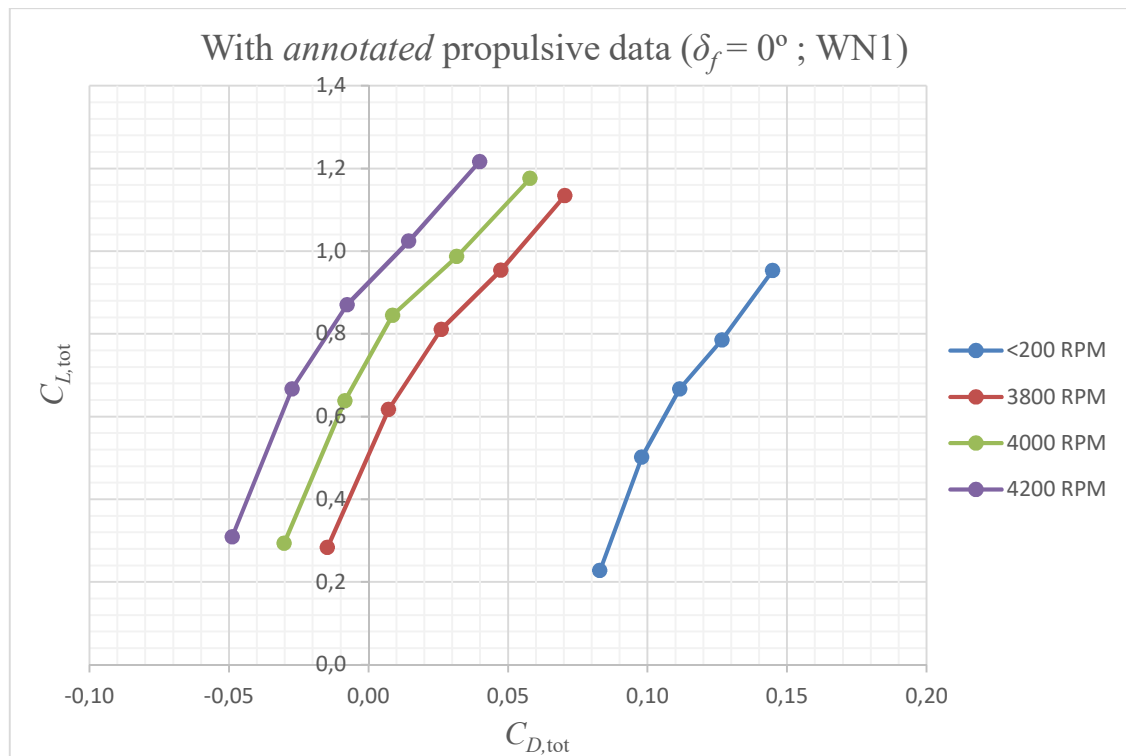 With annotated propulsive data (δf = 0º ; WN1)
1,4
1,2
1,0
0,8
0,6
0,4
0,2
0,0
-0,10 -0,05 0,00 0,05 0,10 0,15 0,20
CL,tot
CD,tot
<200 RPM
3800 RPM
4000 RPM
4200 RPM